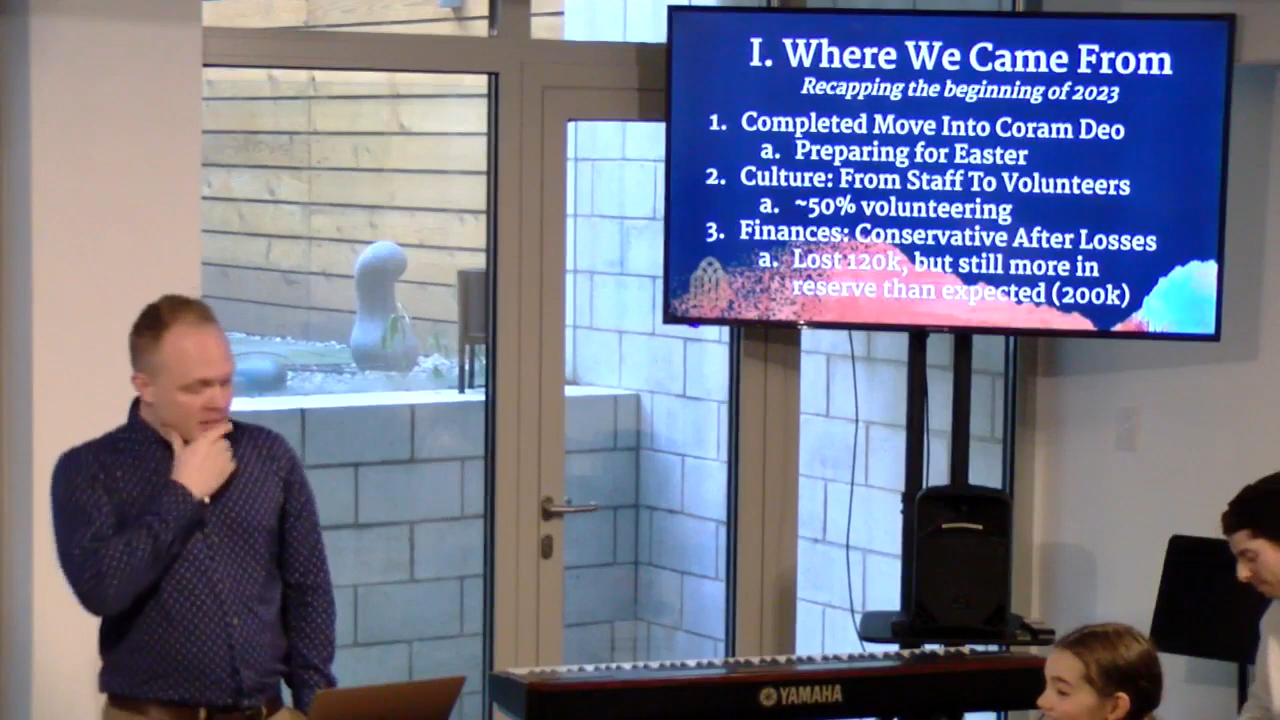 I. Where We Came From
Recapping the beginning of 2023
1. Completed Move Into Coram Deo
a. Preparing for Easter
2. Culture: From Staff To Volunteers
a. ~50% volunteering
3. Finances: Conservative After Losses
a. Lost 120k, but still more in
reserve than expected (200k)
YAMAHA